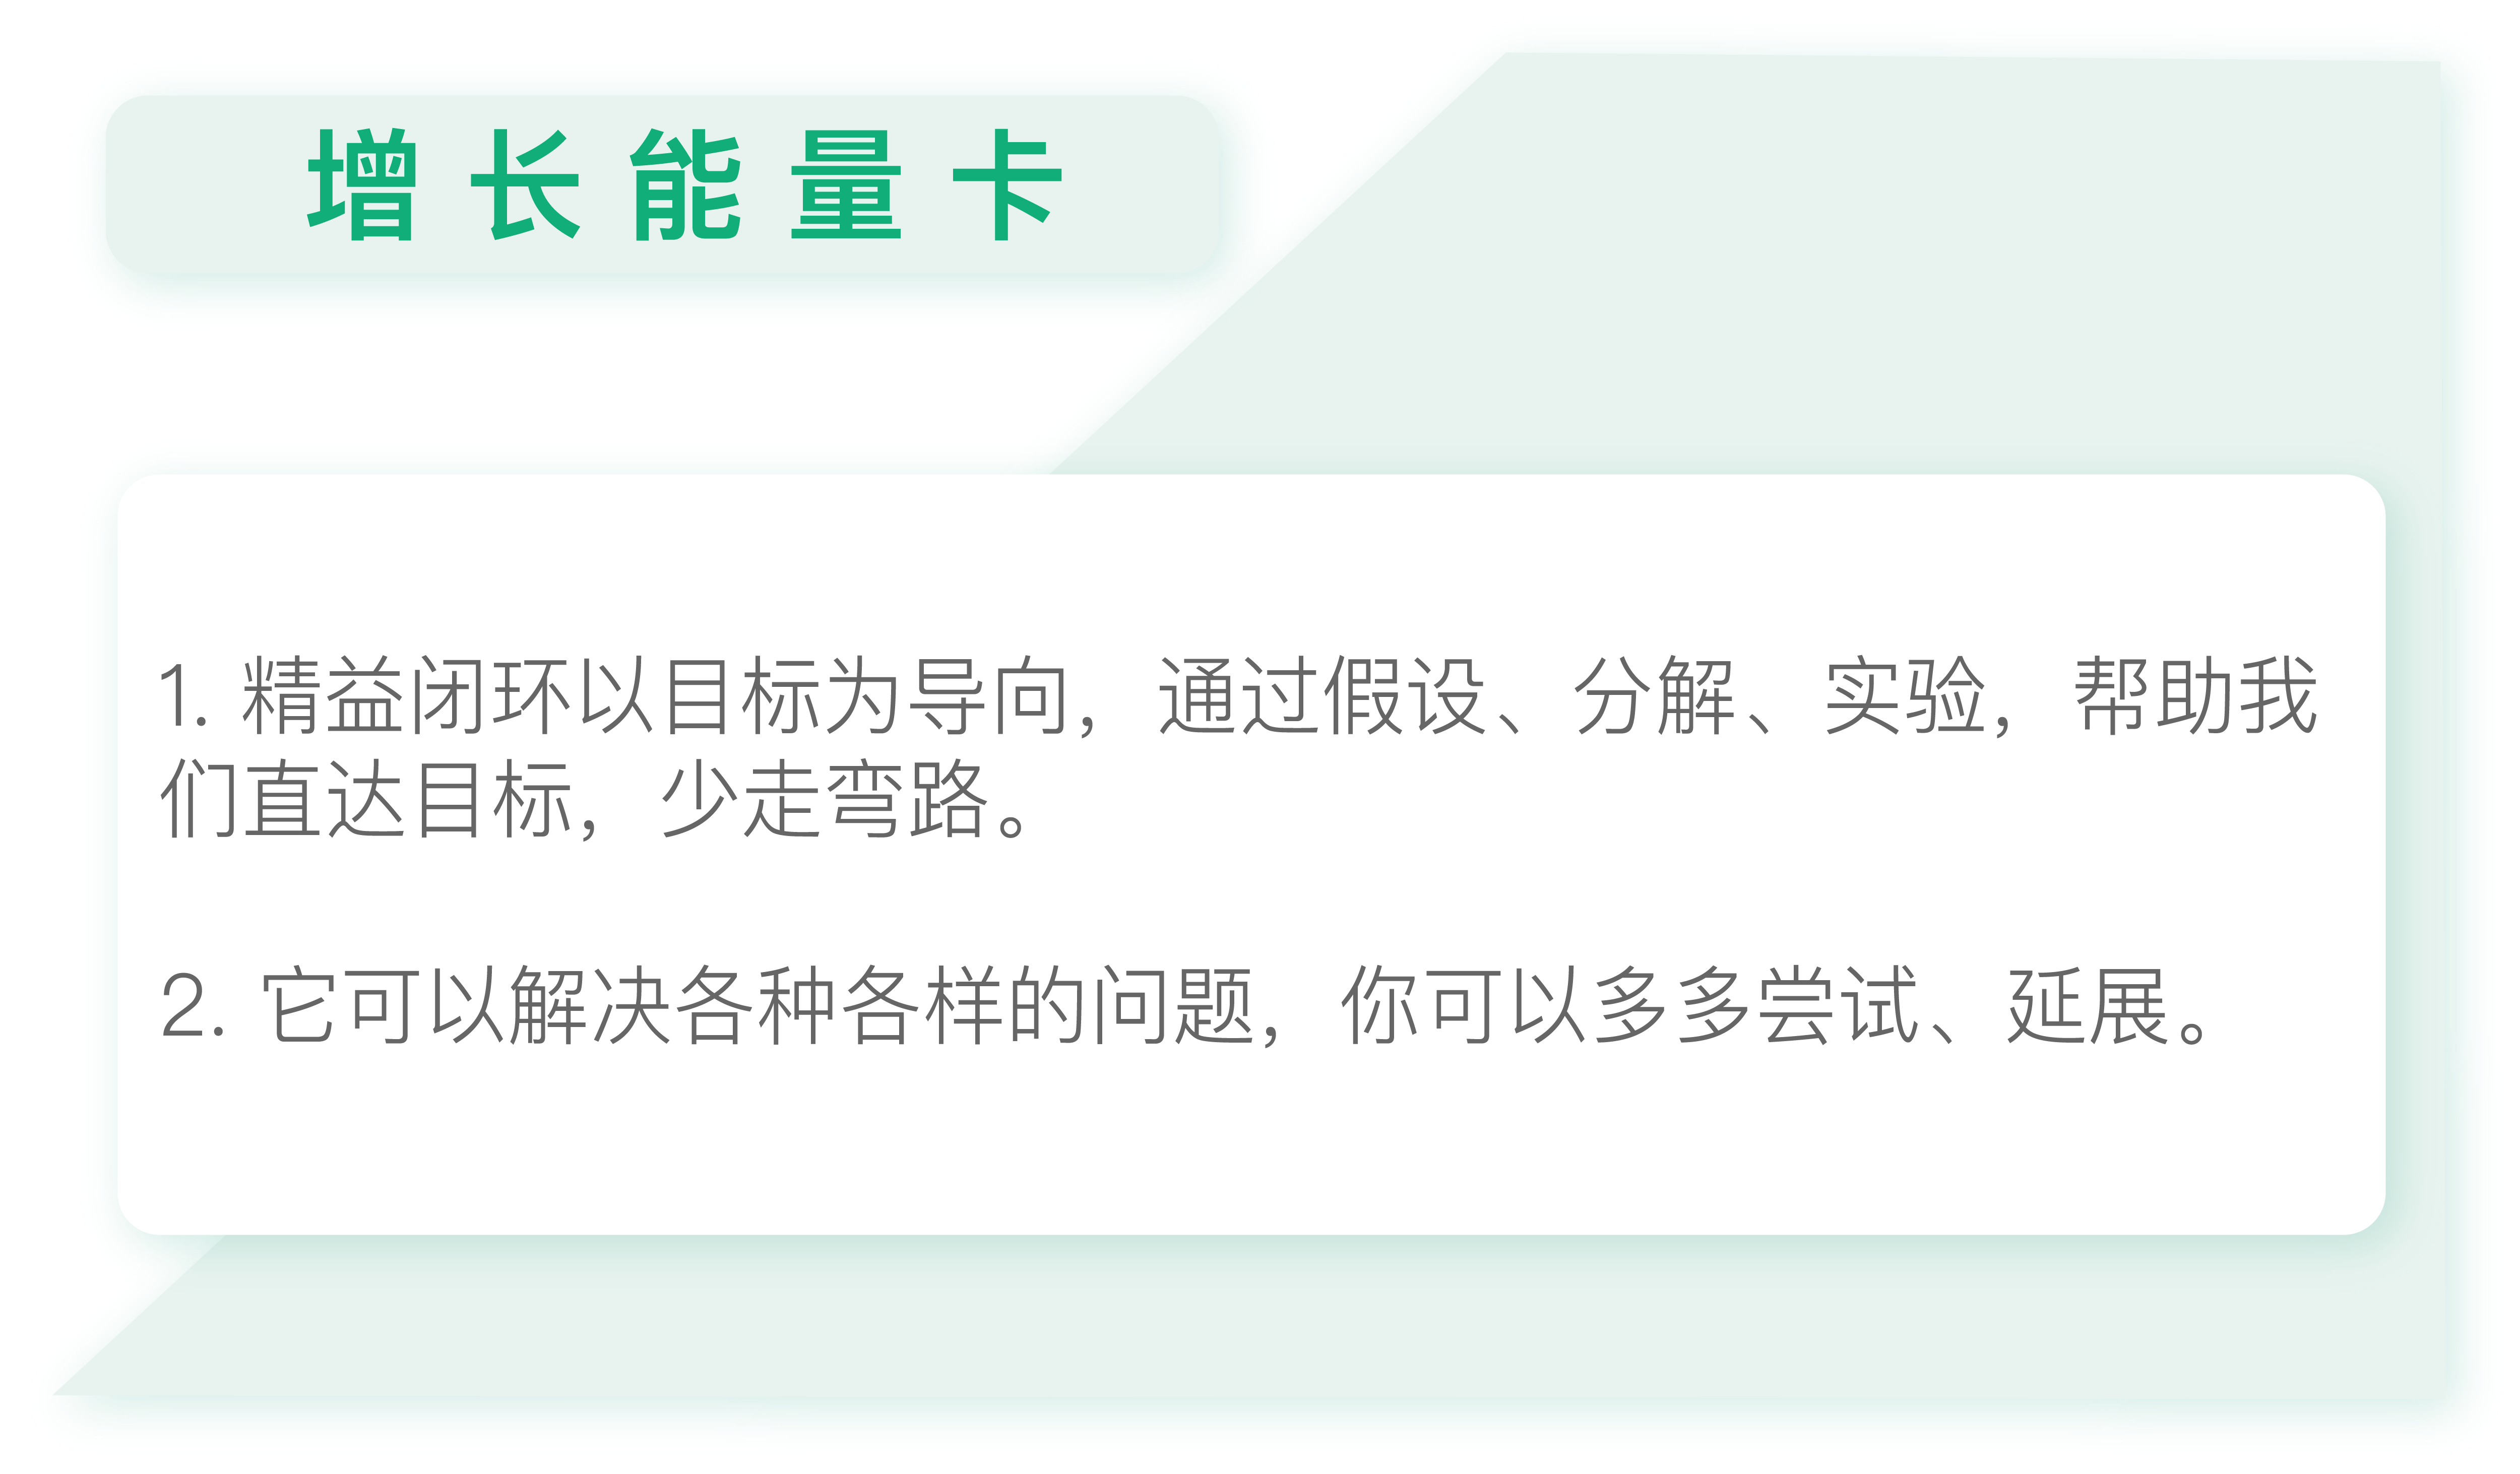 增长能量卡
1. 精益闭环以目标为导向，通过假设、分解、实验，帮助我
们直达目标，少走弯路。
2. 它可以解决各种各样的问题，你可以多多尝试、延展。